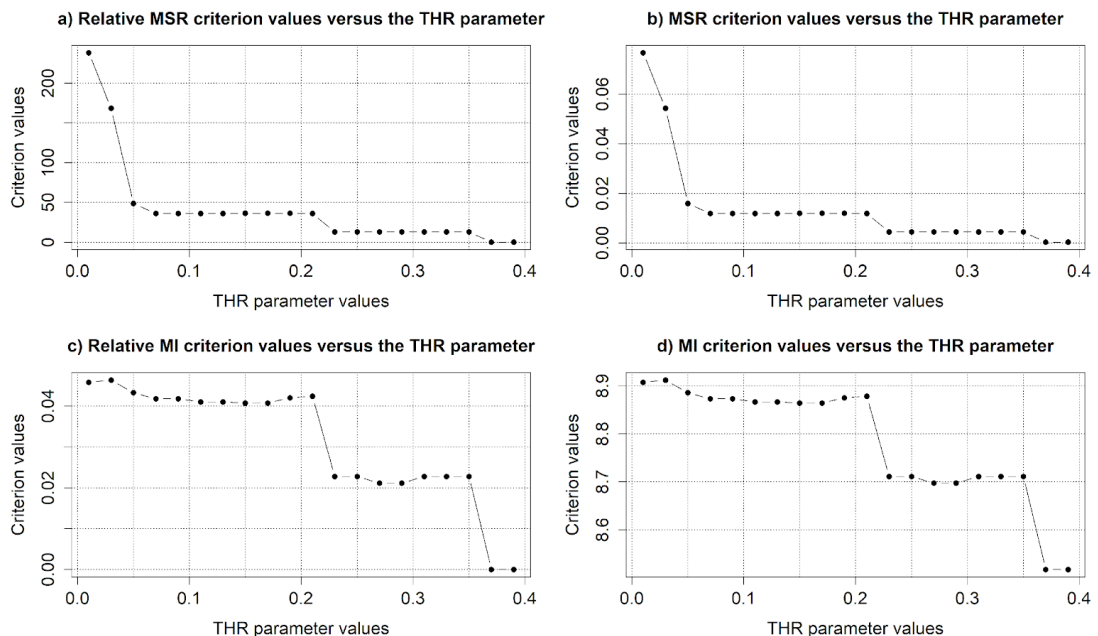 a) Relative MSR criterion values versus the THR parameter
Criterion values
200
100
50
0
0.0
0.1
0.2
0.3
0.4
THR parameter values
b) MSR criterion values versus the THR parameter
Criterion values
0.06
0.04
0.02
0.00
0.0
0.1
0.2
0.3
0.4
THR parameter values
c) Relative MI criterion values versus the THR parameter
Criterion values
0.04
0.02
0.00
0.0
0.1
0.2
0.3
0.4
THR parameter values
d) MI criterion values versus the THR parameter
Criterion values
8.9
8.8
8.7
8.6
0.0
0.1
0.2
0.3
0.4
THR parameter values